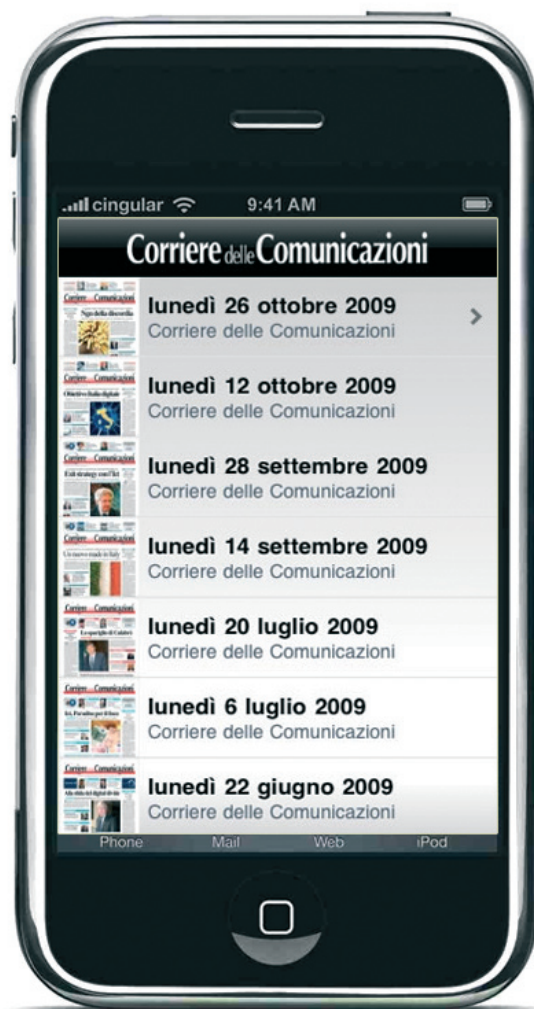 cingular 9:41 AM
Corriere delle Comunicazioni
lunedì 26 ottobre 2009
Corriere delle Comunicazioni
lunedì 12 ottobre 2009
Corriere delle Comunicazioni
lunedì 28 settembre 2009
Corriere delle Comunicazioni
lunedì 14 settembre 2009
Corriere delle Comunicazioni
lunedì 20 luglio 2009
Corriere delle Comunicazioni
lunedì 6 luglio 2009
Corriere delle Comunicazioni
lunedì 22 giugno 2009
Corriere delle Comunicazioni
Phone Mail Web iPod